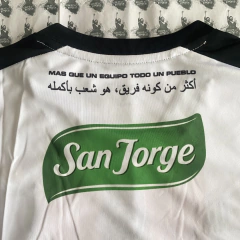 MAS QUE UN EQUIPO TODO UN PUEBLO
أكثر من كونه فريق، هو شعب بأكمله
San Jorge